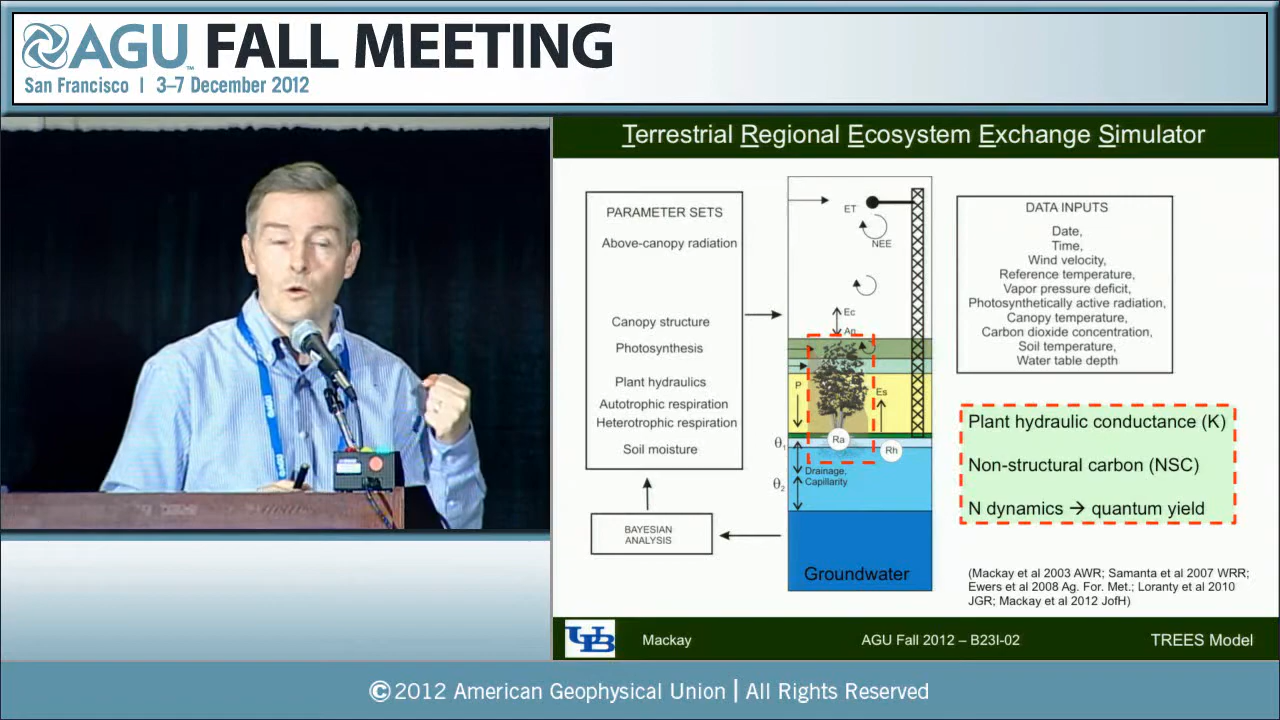 AGU FALL MEETING
San Francisco | 3–7 December 2012
Terrestrial Regional Ecosystem Exchange Simulator
PARAMETER SETS
Above-canopy radiation
Canopy structure
Photosynthesis
Plant hydraulics
Autotrophic respiration
Heterotrophic respiration
Soil moisture
BAYESIAN
ANALYSIS
ET
NEE
Ec
An
P
Es
Ra
Rh
θ1
θ2
Drainage,
Capillarity
Groundwater
DATA INPUTS
Date,
Time,
Wind velocity,
Reference temperature,
Vapor pressure deficit,
Photosynthetically active radiation,
Canopy temperature,
Carbon dioxide concentration,
Soil temperature,
Water table depth
Plant hydraulic conductance (K)
Non-structural carbon (NSC)
N dynamics → quantum yield
(Mackay et al 2003 AWR; Samanta et al 2007 WRR;
Ewers et al 2008 Ag. For. Met.; Loranty et al 2010
JGR; Mackay et al 2012 JofH)
UB
Mackay
AGU Fall 2012 – B23I-02
TREES Model
©2012 American Geophysical Union | All Rights Reserved